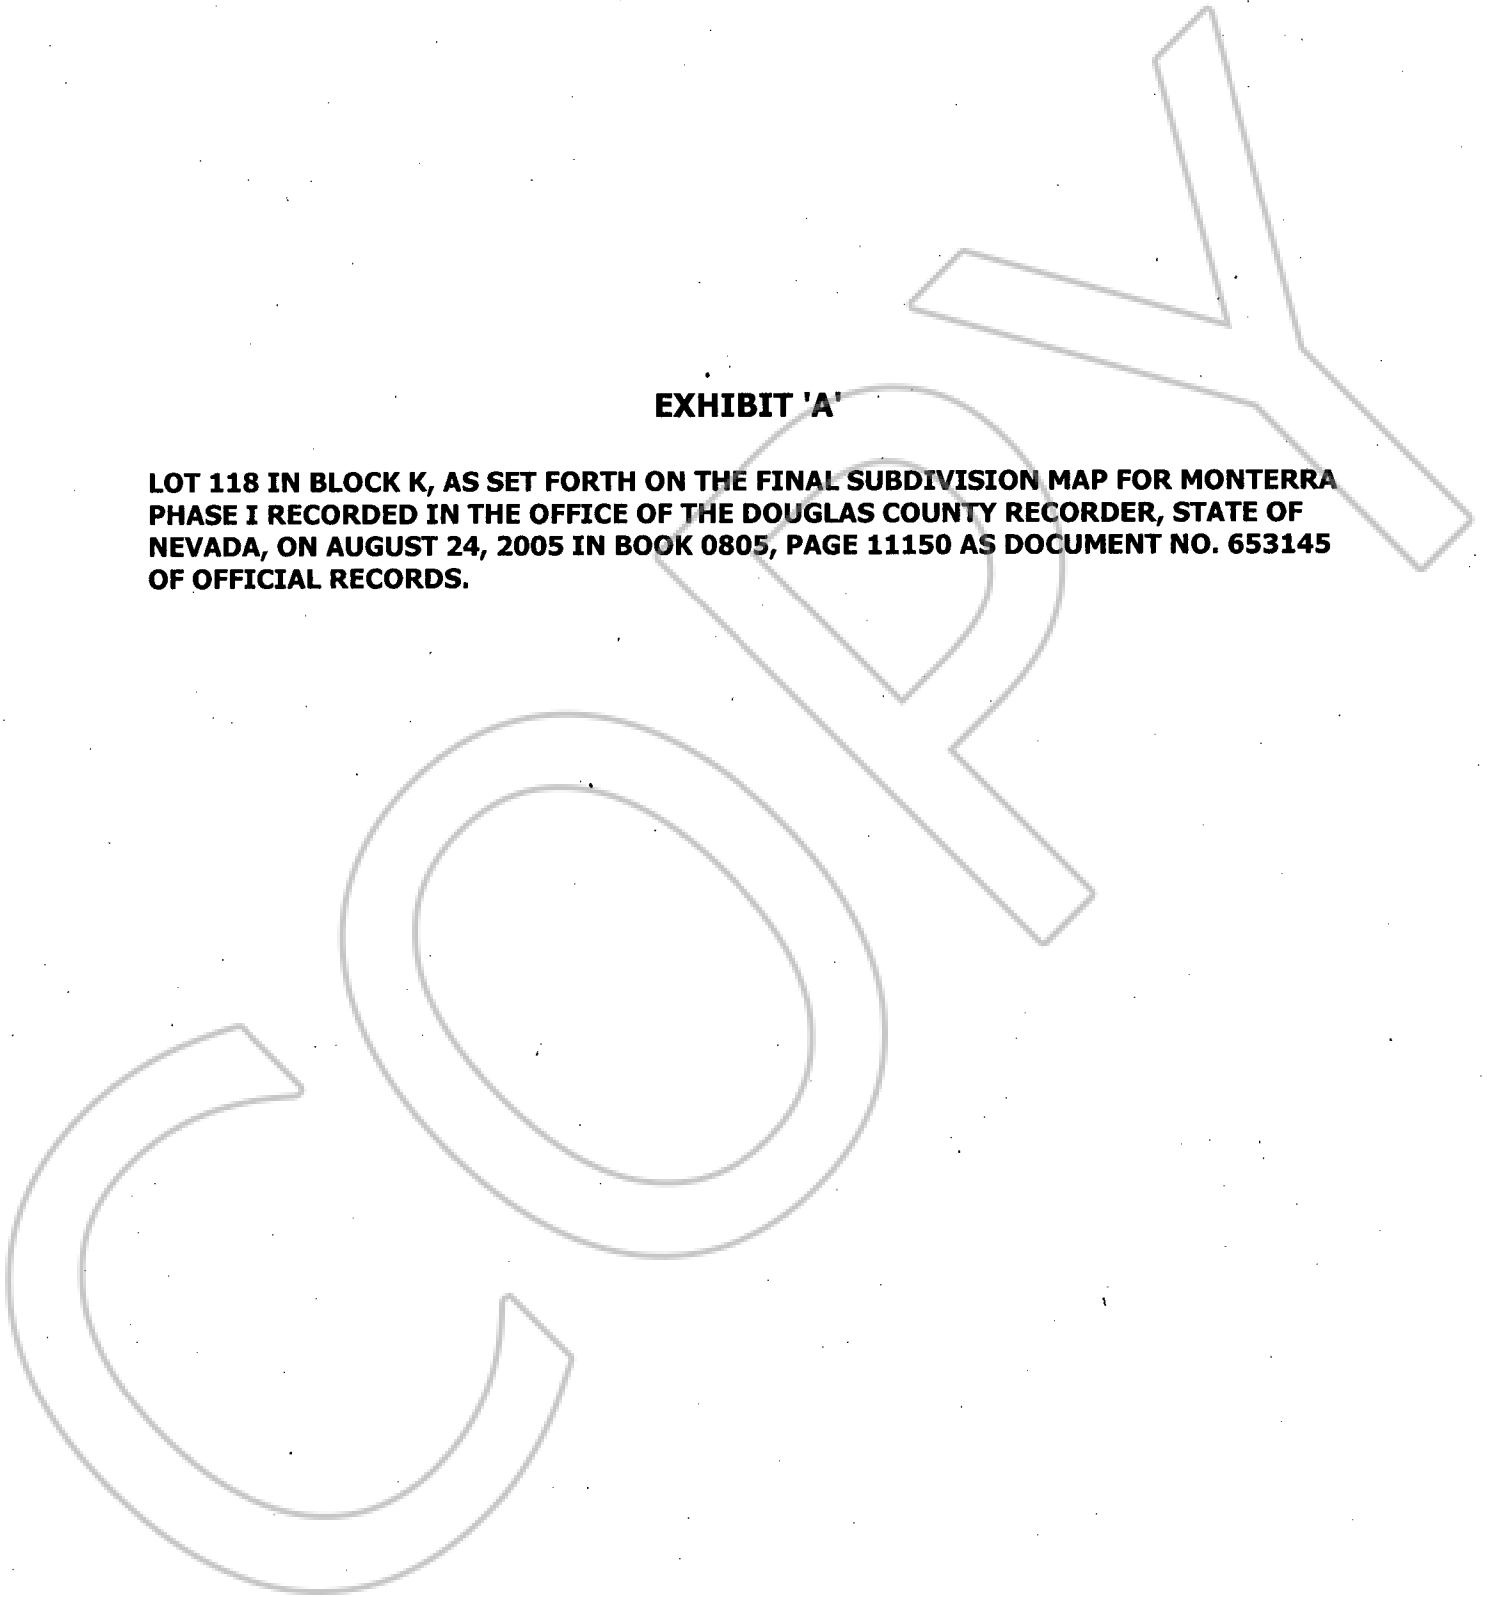 EXHIBIT 'A'
LOT 118 IN BLOCK K, AS SET FORTH ON THE FINAL SUBDIVISION MAP FOR MONTERRA
PHASE I RECORDED IN THE OFFICE OF THE DOUGLAS COUNTY RECORDER, STATE OF
NEVADA, ON AUGUST 24, 2005 IN BOOK 0805, PAGE 11150 AS DOCUMENT NO. 653145
OF OFFICIAL RECORDS.
COPY